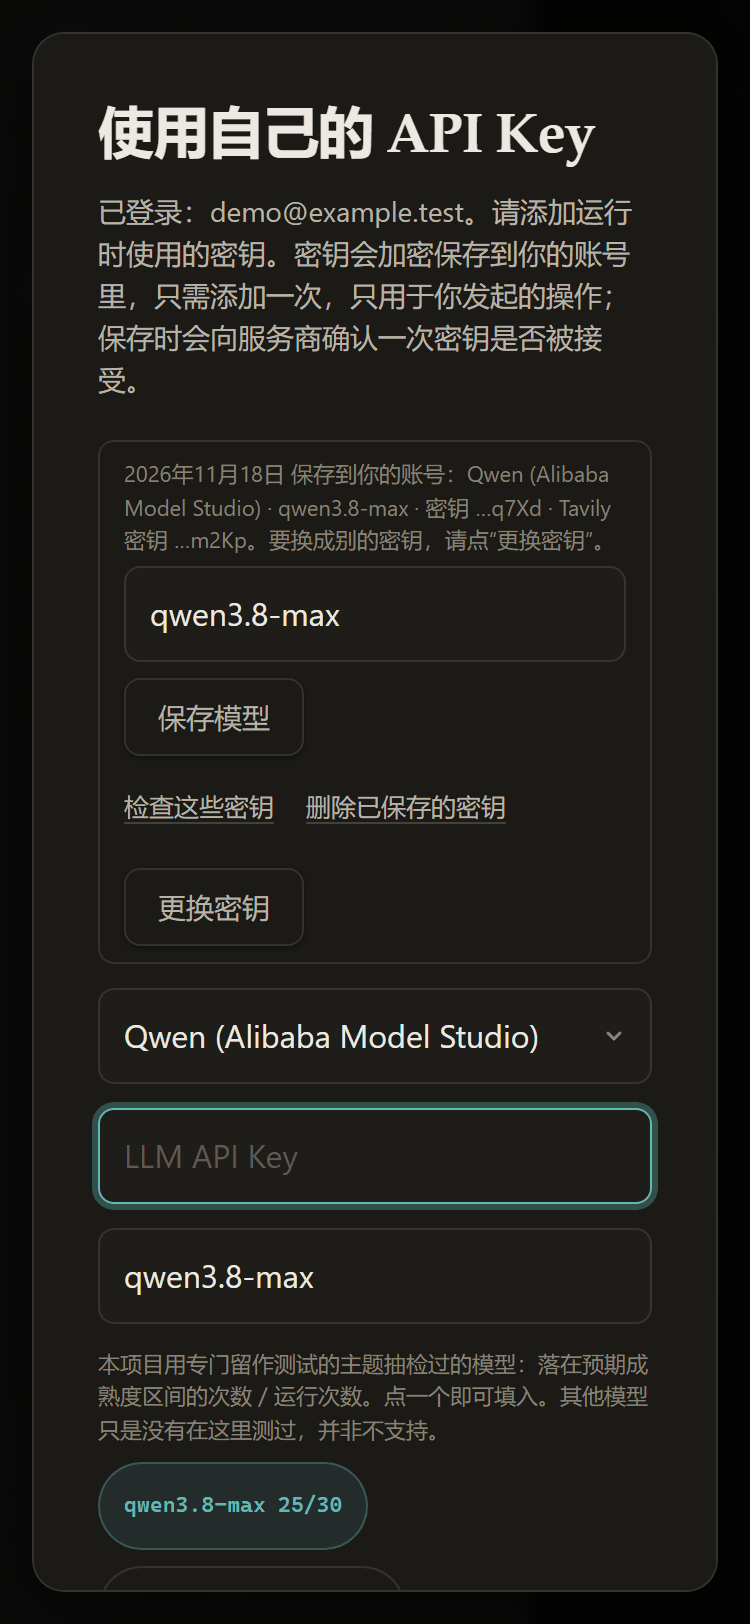 使用自己的 API Key
已登录：demo@example.test。请添加运行
时使用的密钥。密钥会加密保存到你的账号
里，只需添加一次，只用于你发起的操作；
保存时会向服务商确认一次密钥是否被接
受。
2026年11月18日 保存到你的账号：Qwen (Alibaba
Model Studio) · qwen3.8-max · 密钥 …q7Xd · Tavily
密钥 …m2Kp。要换成别的密钥，请点“更换密钥”。
qwen3.8-max
保存模型
检查这些密钥 删除已保存的密钥
更换密钥
Qwen (Alibaba Model Studio)
LLM API Key
qwen3.8-max
本项目用专门留作测试的主题抽检过的模型：落在预期成
熟度区间的次数 / 运行次数。点一个即可填入。其他模型
只是没有在这里测过，并非不支持。
qwen3.8-max 25/30